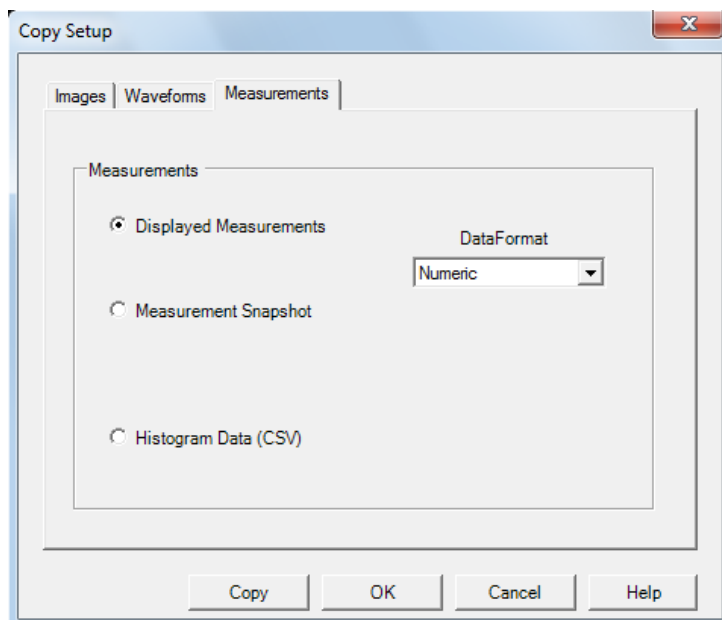 Copy Setup
X
Images Waveforms Measurements
Measurements
Displayed Measurements
DataFormat
Numeric
Measurement Snapshot
Histogram Data (CSV)
Copy OK Cancel Help